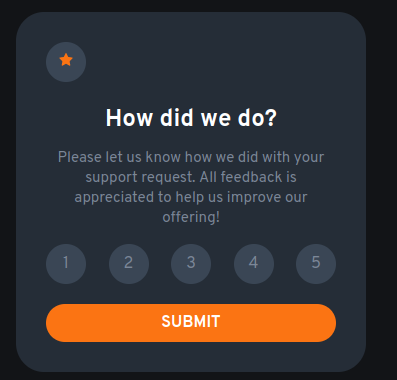 How did we do?
Please let us know how we did with your
support request. All feedback is
appreciated to help us improve our
offering!
1 2 3 4 5
SUBMIT